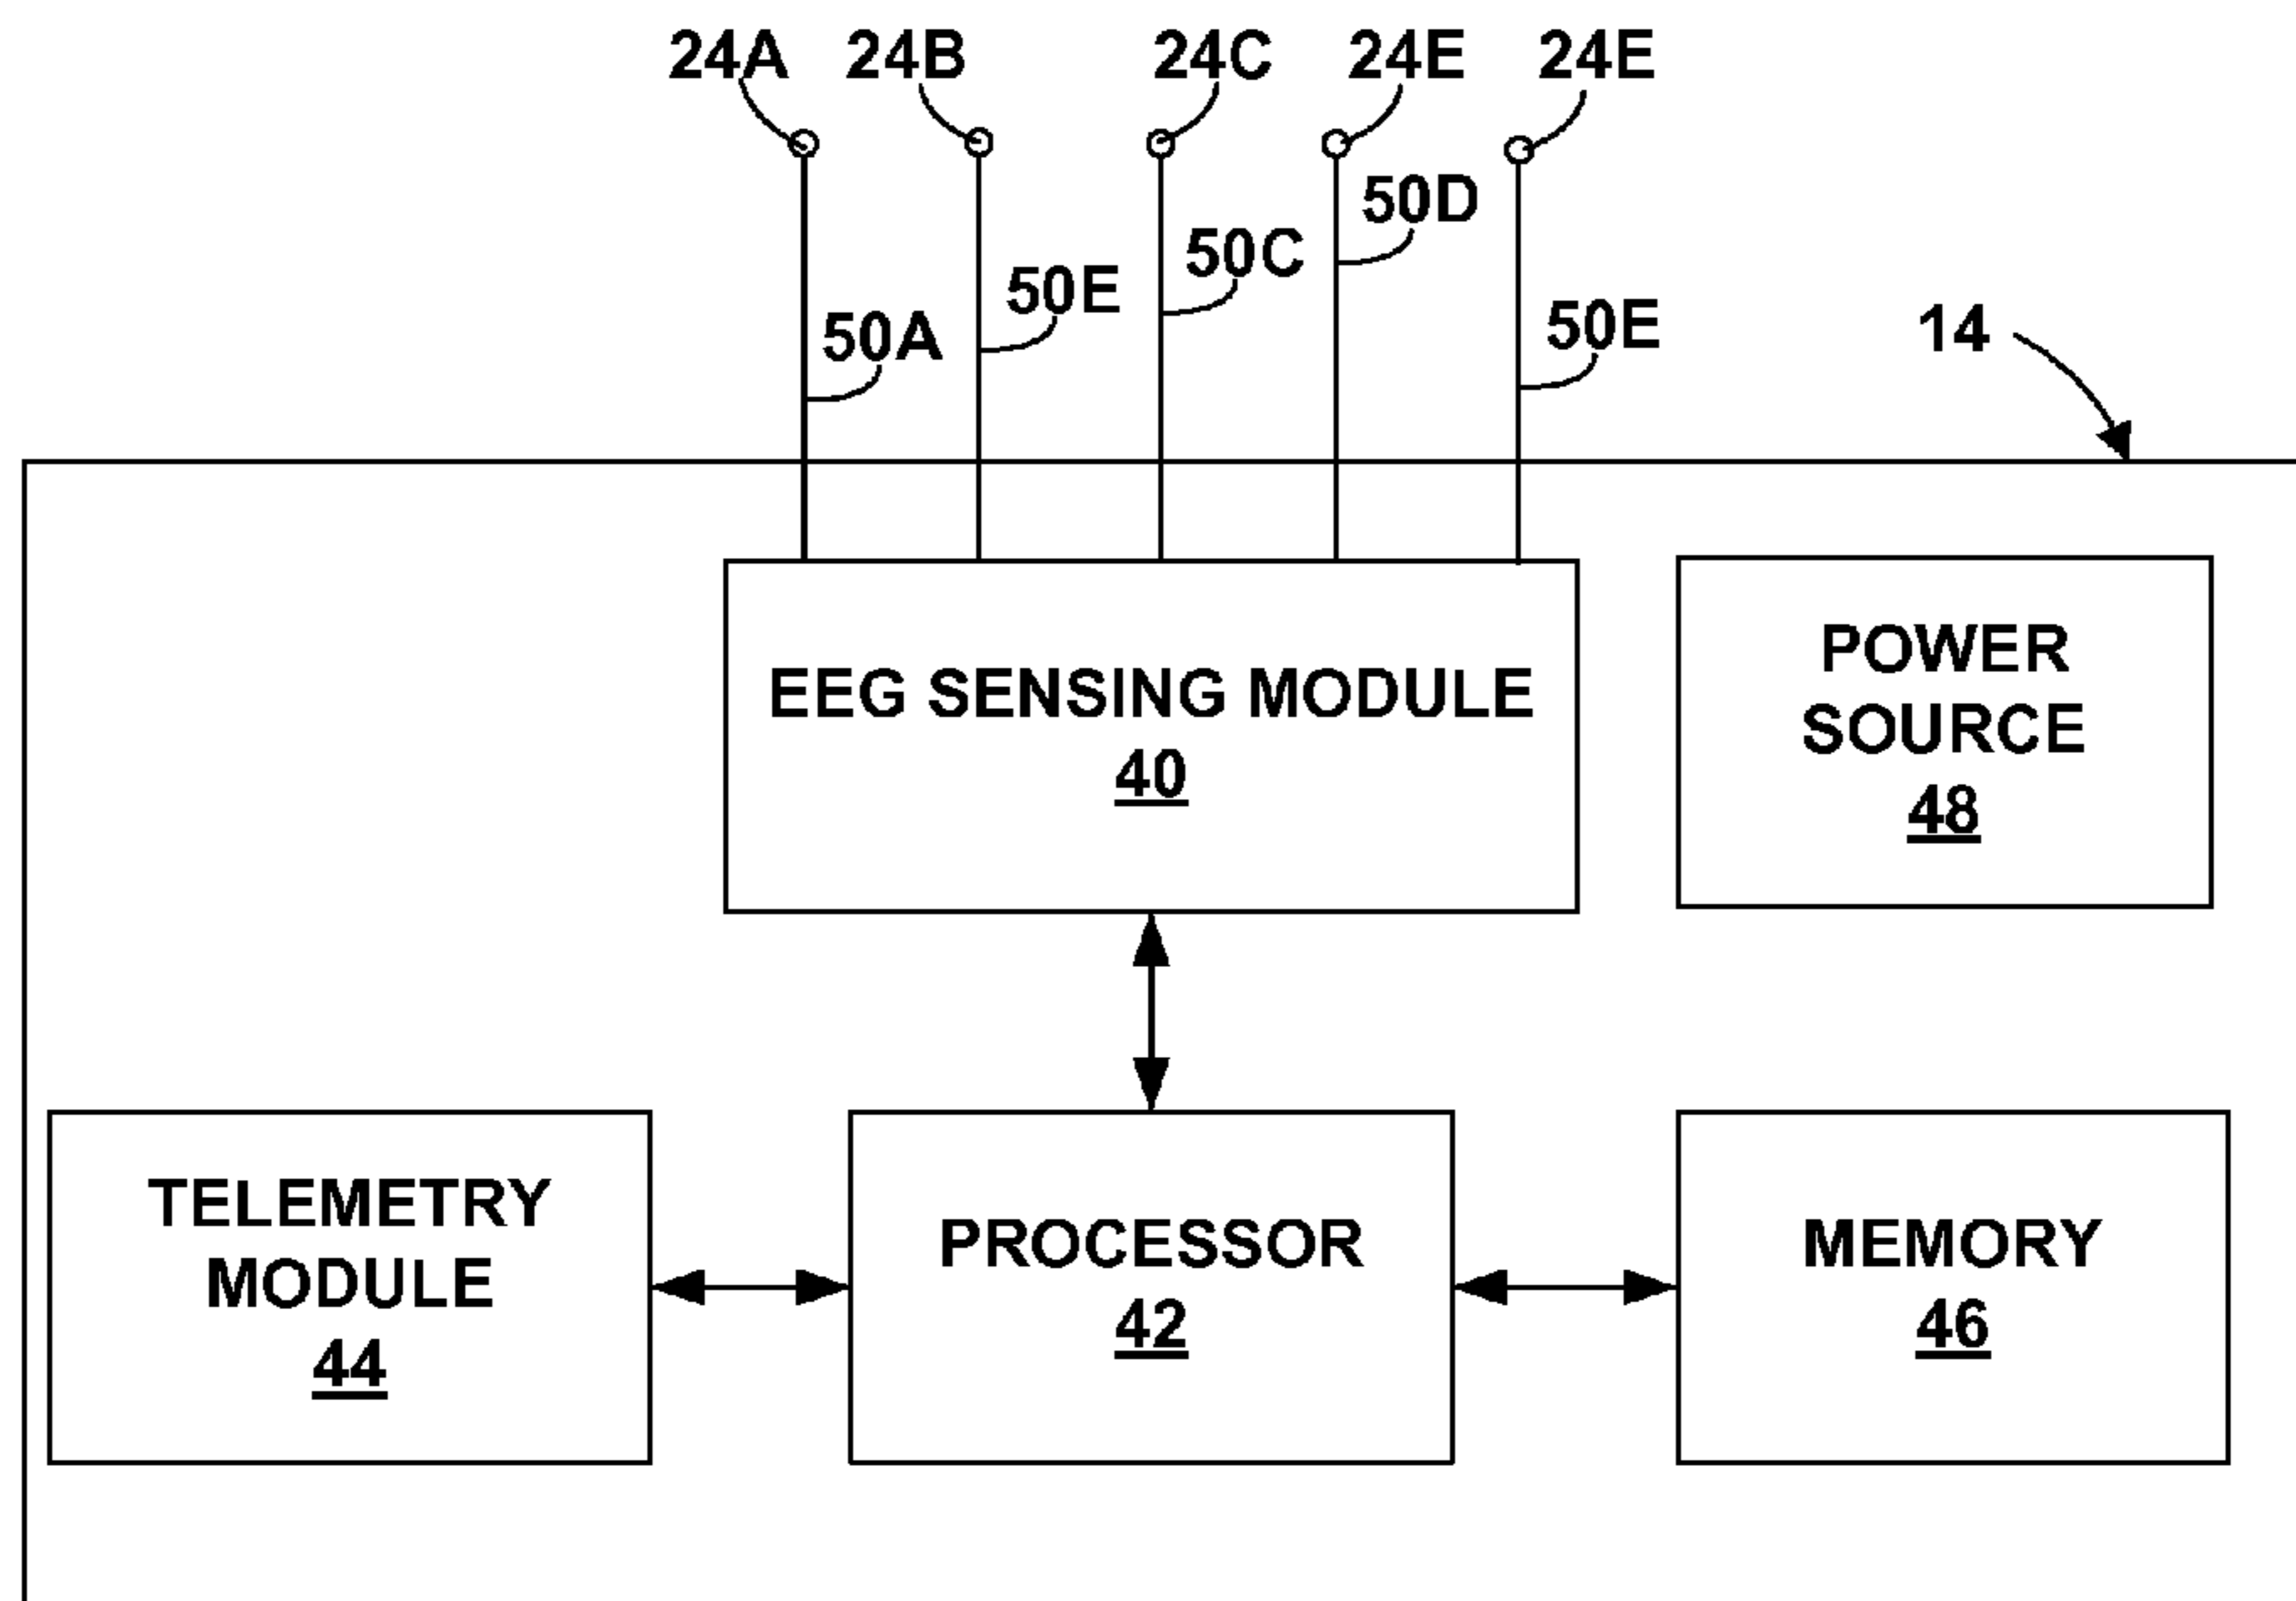 24A 24B 24C 24E 24E
50D
50C
50E
50A
50E
14
EEG SENSING MODULE
40
POWER
SOURCE
48
TELEMETRY
MODULE
44
PROCESSOR
42
MEMORY
46